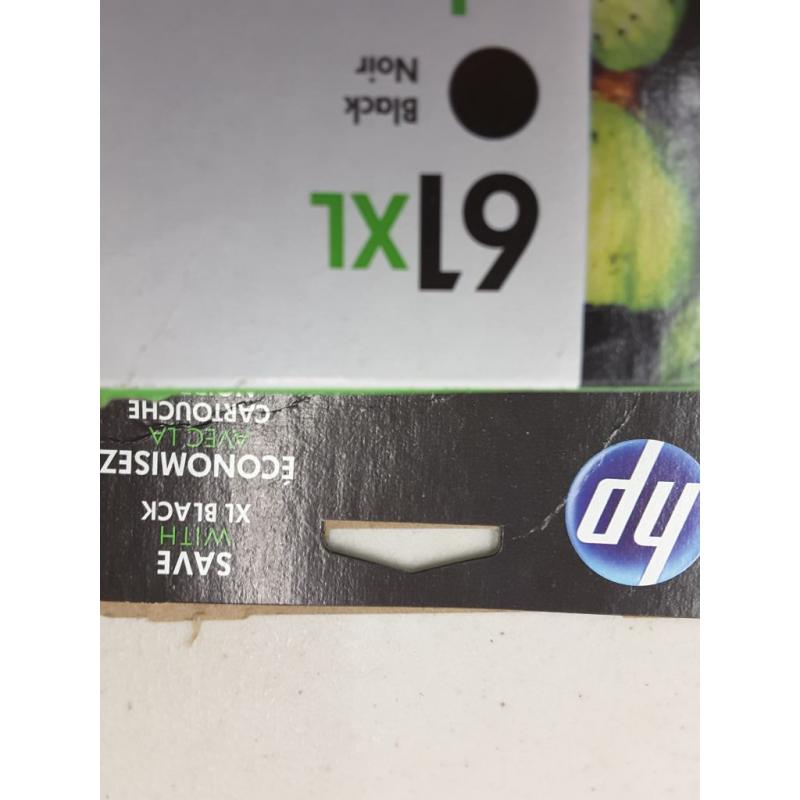 hp
SAVE
WITH
XL BLACK
ÉCONOMISEZ
AVEC LA
CARTOUCHE
61XL
Black
Noir